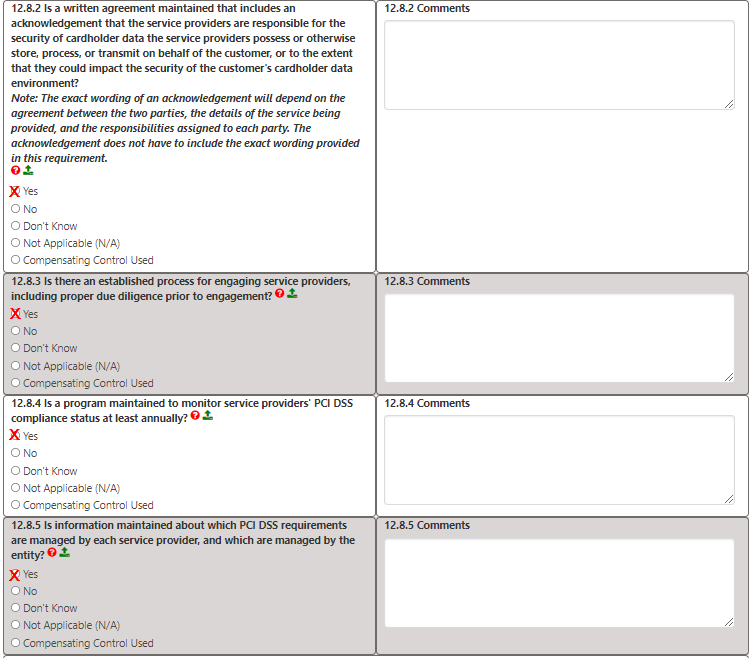 12.8.2 Is a written agreement maintained that includes an
acknowledgement that the service providers are responsible for the
security of cardholder data the service providers possess or otherwise
store, process, or transmit on behalf of the customer, or to the extent
that they could impact the security of the customer's cardholder data
environment?
Note: The exact wording of an acknowledgement will depend on the
agreement between the two parties, the details of the service being
provided, and the responsibilities assigned to each party. The
acknowledgement does not have to include the exact wording provided
in this requirement.
Yes
No
Don't Know
Not Applicable (N/A)
Compensating Control Used
12.8.2 Comments
12.8.3 Is there an established process for engaging service providers,
including proper due diligence prior to engagement?
Yes
No
Don't Know
Not Applicable (N/A)
Compensating Control Used
12.8.3 Comments
12.8.4 Is a program maintained to monitor service providers' PCI DSS
compliance status at least annually?
Yes
No
Don't Know
Not Applicable (N/A)
Compensating Control Used
12.8.4 Comments
12.8.5 Is information maintained about which PCI DSS requirements
are managed by each service provider, and which are managed by the
entity?
Yes
No
Don't Know
Not Applicable (N/A)
Compensating Control Used
12.8.5 Comments